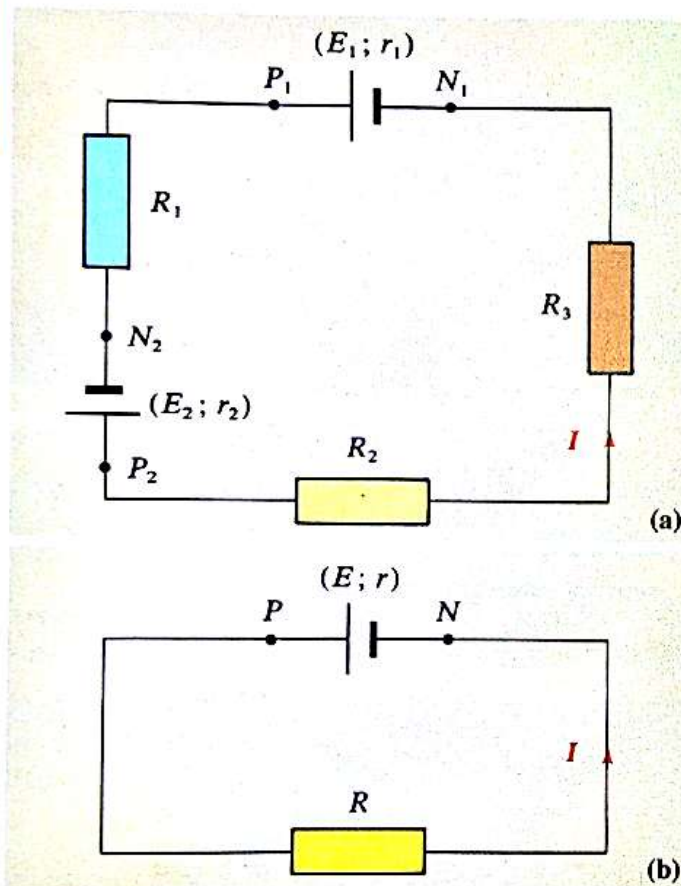 (E₁; r₁)
P₁ N₁
R₁
R₃
N₂
(E₂; r₂)
P₂
R₂
I
(a)
(E; r)
P N
I
R
(b)